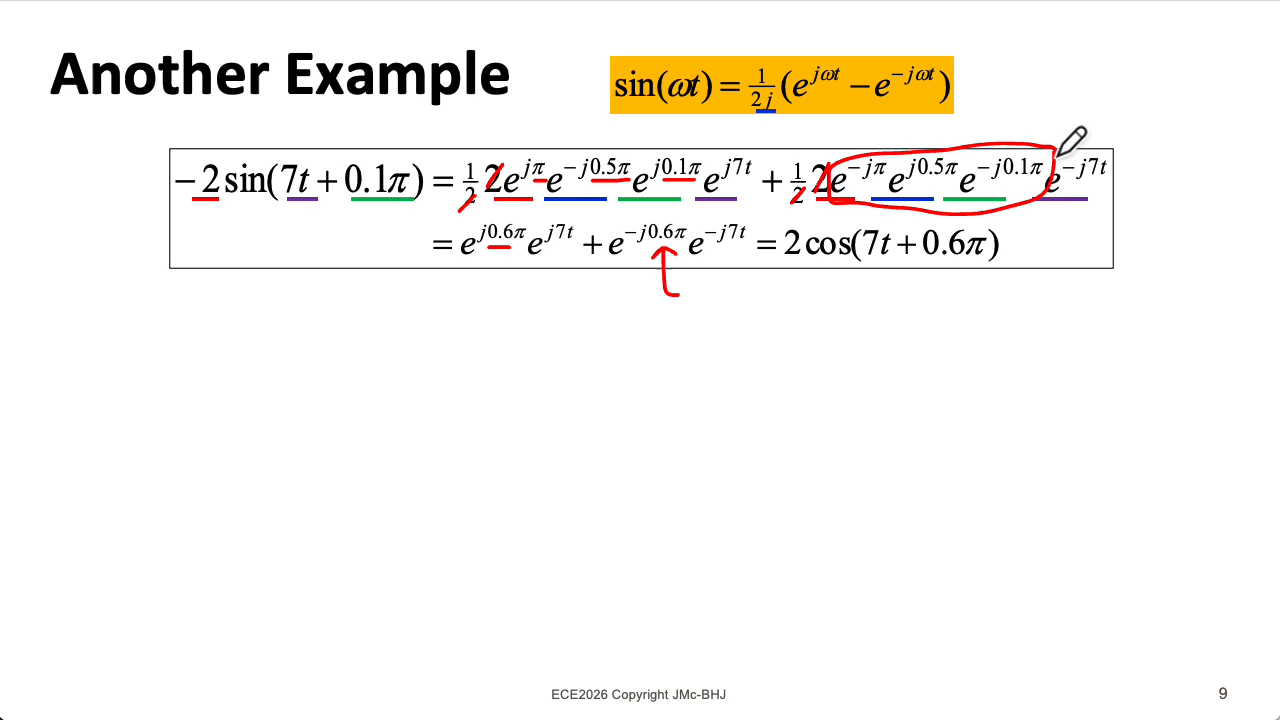 Another Example
sin(ωt) = 1/2j (e^{jωt} − e^{−jωt})
−2 sin(7t + 0.1π) = 1/2 2e^{jπ} e^{−j0.5π} e^{j0.1π} e^{j7t} + 1/2 2e^{−jπ} e^{j0.5π} e^{−j0.1π} e^{−j7t}
= e^{j0.6π} e^{j7t} + e^{−j0.6π} e^{−j7t} = 2 cos(7t + 0.6π)
ECE2026 Copyright JMc-BHJ
9